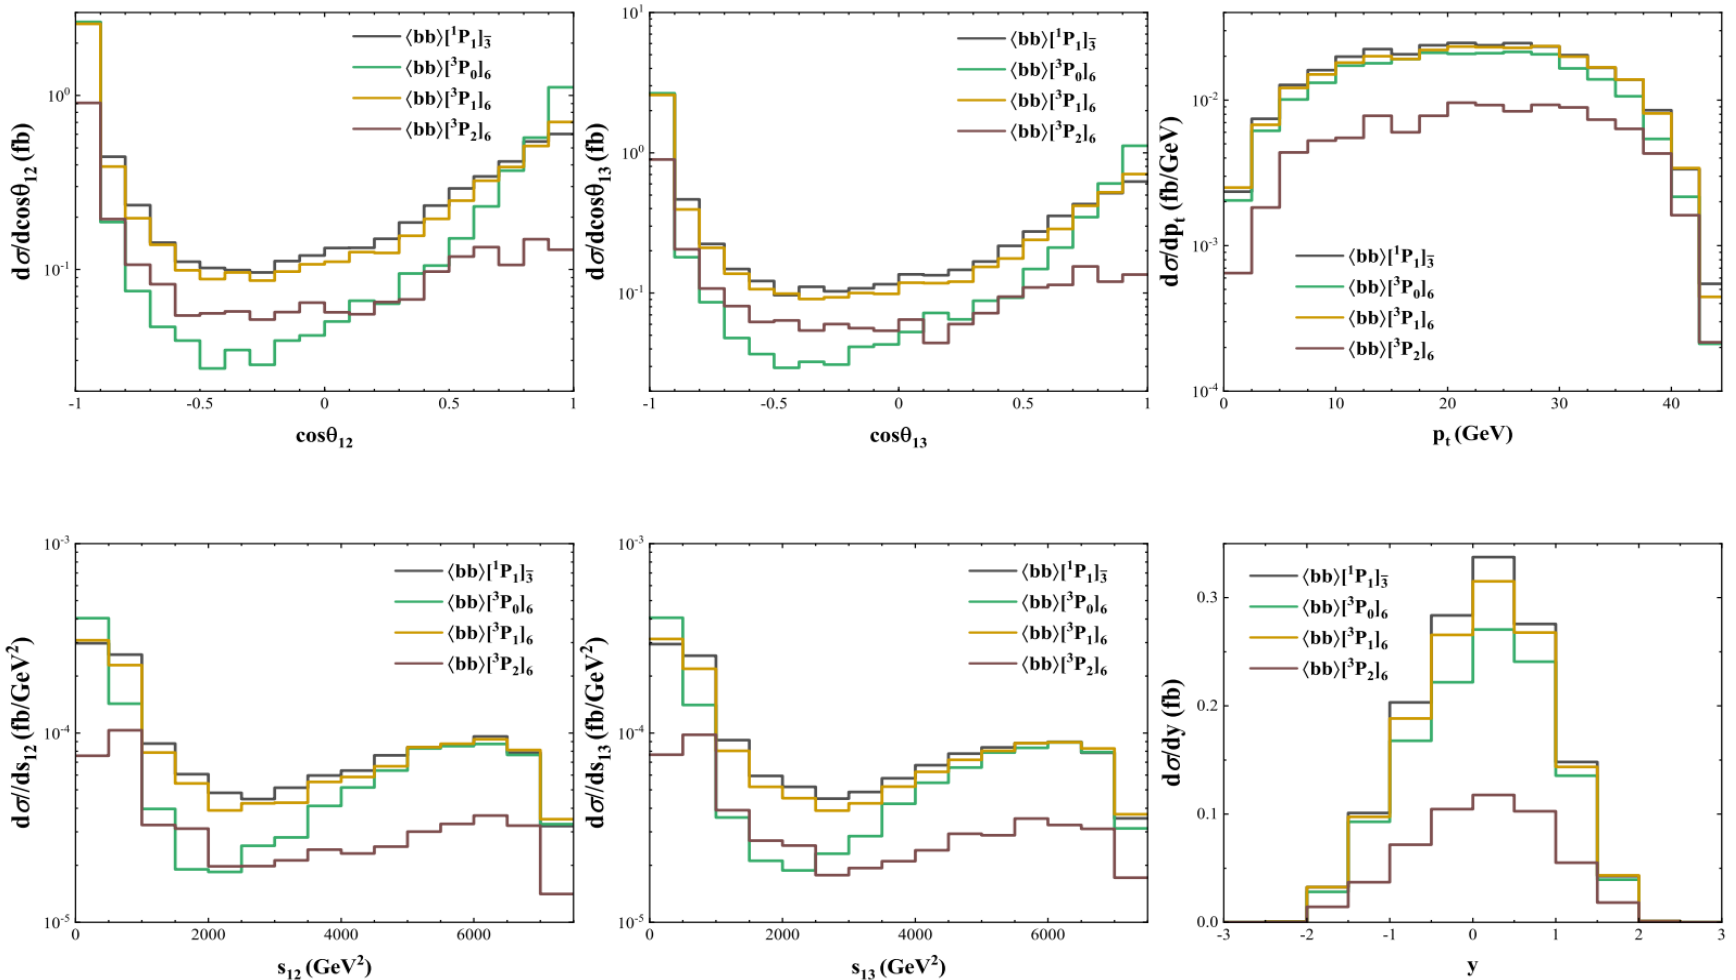 dσ/dcosθ₁₂ (fb)
10⁰
10⁻¹
⟨bb⟩[¹P₁]_3̅
⟨bb⟩[³P₀]₆
⟨bb⟩[³P₁]₆
⟨bb⟩[³P₂]₆
-1 -0.5 0 0.5 1
cosθ₁₂
dσ/dcosθ₁₃ (fb)
10¹
10⁰
10⁻¹
⟨bb⟩[¹P₁]_3̅
⟨bb⟩[³P₀]₆
⟨bb⟩[³P₁]₆
⟨bb⟩[³P₂]₆
-1 -0.5 0 0.5 1
cosθ₁₃
dσ/dpₜ (fb/GeV)
10⁻²
10⁻³
10⁻⁴
⟨bb⟩[¹P₁]_3̅
⟨bb⟩[³P₀]₆
⟨bb⟩[³P₁]₆
⟨bb⟩[³P₂]₆
0 10 20 30 40
pₜ (GeV)
dσ//ds₁₂ (fb/GeV²)
10⁻³
10⁻⁴
10⁻⁵
⟨bb⟩[¹P₁]_3̅
⟨bb⟩[³P₀]₆
⟨bb⟩[³P₁]₆
⟨bb⟩[³P₂]₆
0 2000 4000 6000
s₁₂ (GeV²)
dσ//ds₁₃ (fb/GeV²)
10⁻³
10⁻⁴
10⁻⁵
⟨bb⟩[¹P₁]_3̅
⟨bb⟩[³P₀]₆
⟨bb⟩[³P₁]₆
⟨bb⟩[³P₂]₆
0 2000 4000 6000
s₁₃ (GeV²)
dσ/dy (fb)
0.3
0.2
0.1
0.0
⟨bb⟩[¹P₁]_3̅
⟨bb⟩[³P₀]₆
⟨bb⟩[³P₁]₆
⟨bb⟩[³P₂]₆
-3 -2 -1 0 1 2 3
y